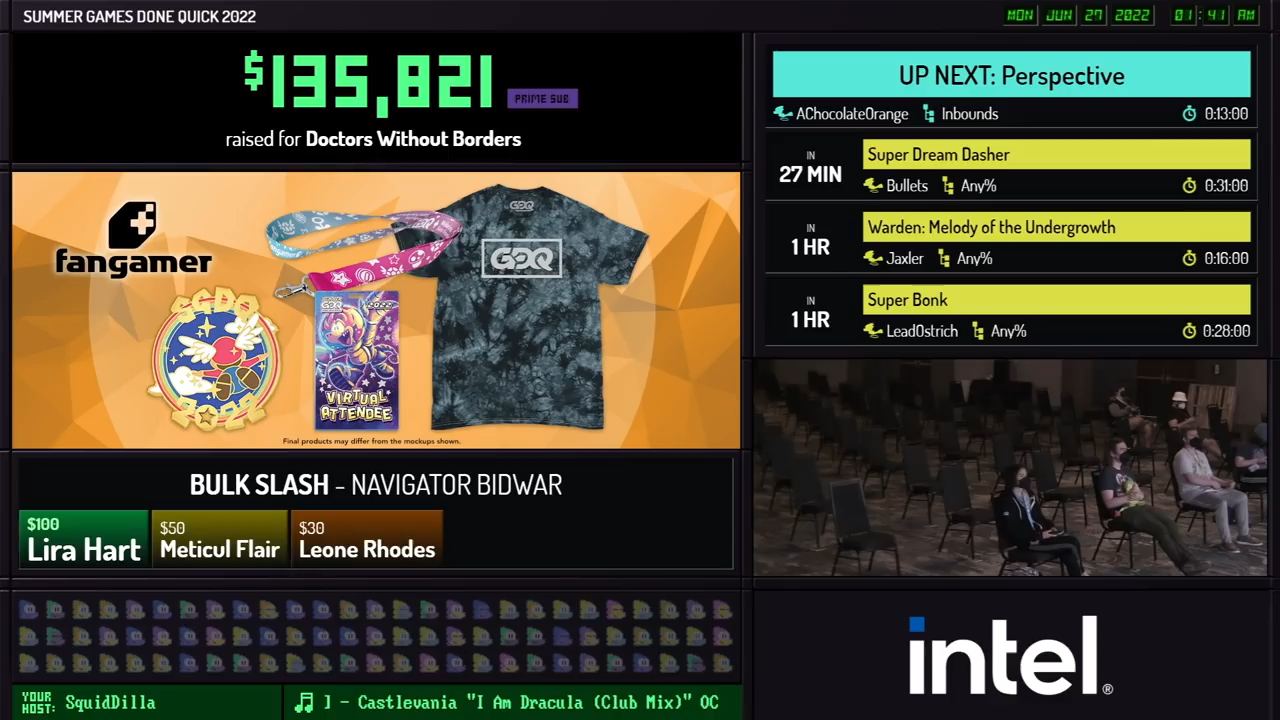 SUMMER GAMES DONE QUICK 2022
MON JUN 27 2022 01:41 AM
$135,821
PRIME SUB
raised for Doctors Without Borders
UP NEXT: Perspective
AChocolateOrange Inbounds 0:13:00
IN 27 MIN
Super Dream Dasher
Bullets Any% 0:31:00
IN 1 HR
Warden: Melody of the Undergrowth
Jaxler Any% 0:16:00
IN 1 HR
Super Bonk
LeadOstrich Any% 0:28:00
fangamer
GDQ
GDQ
SGDQ
2022
GDQ
2022
VIRTUAL
ATTENDEE
Final products may differ from the mockups shown.
BULK SLASH - NAVIGATOR BIDWAR
$100
Lira Hart
$50
Meticul Flair
$30
Leone Rhodes
intel®
YOUR
HOST: SquidDilla
] - Castlevania "I Am Dracula (Club Mix)" OC